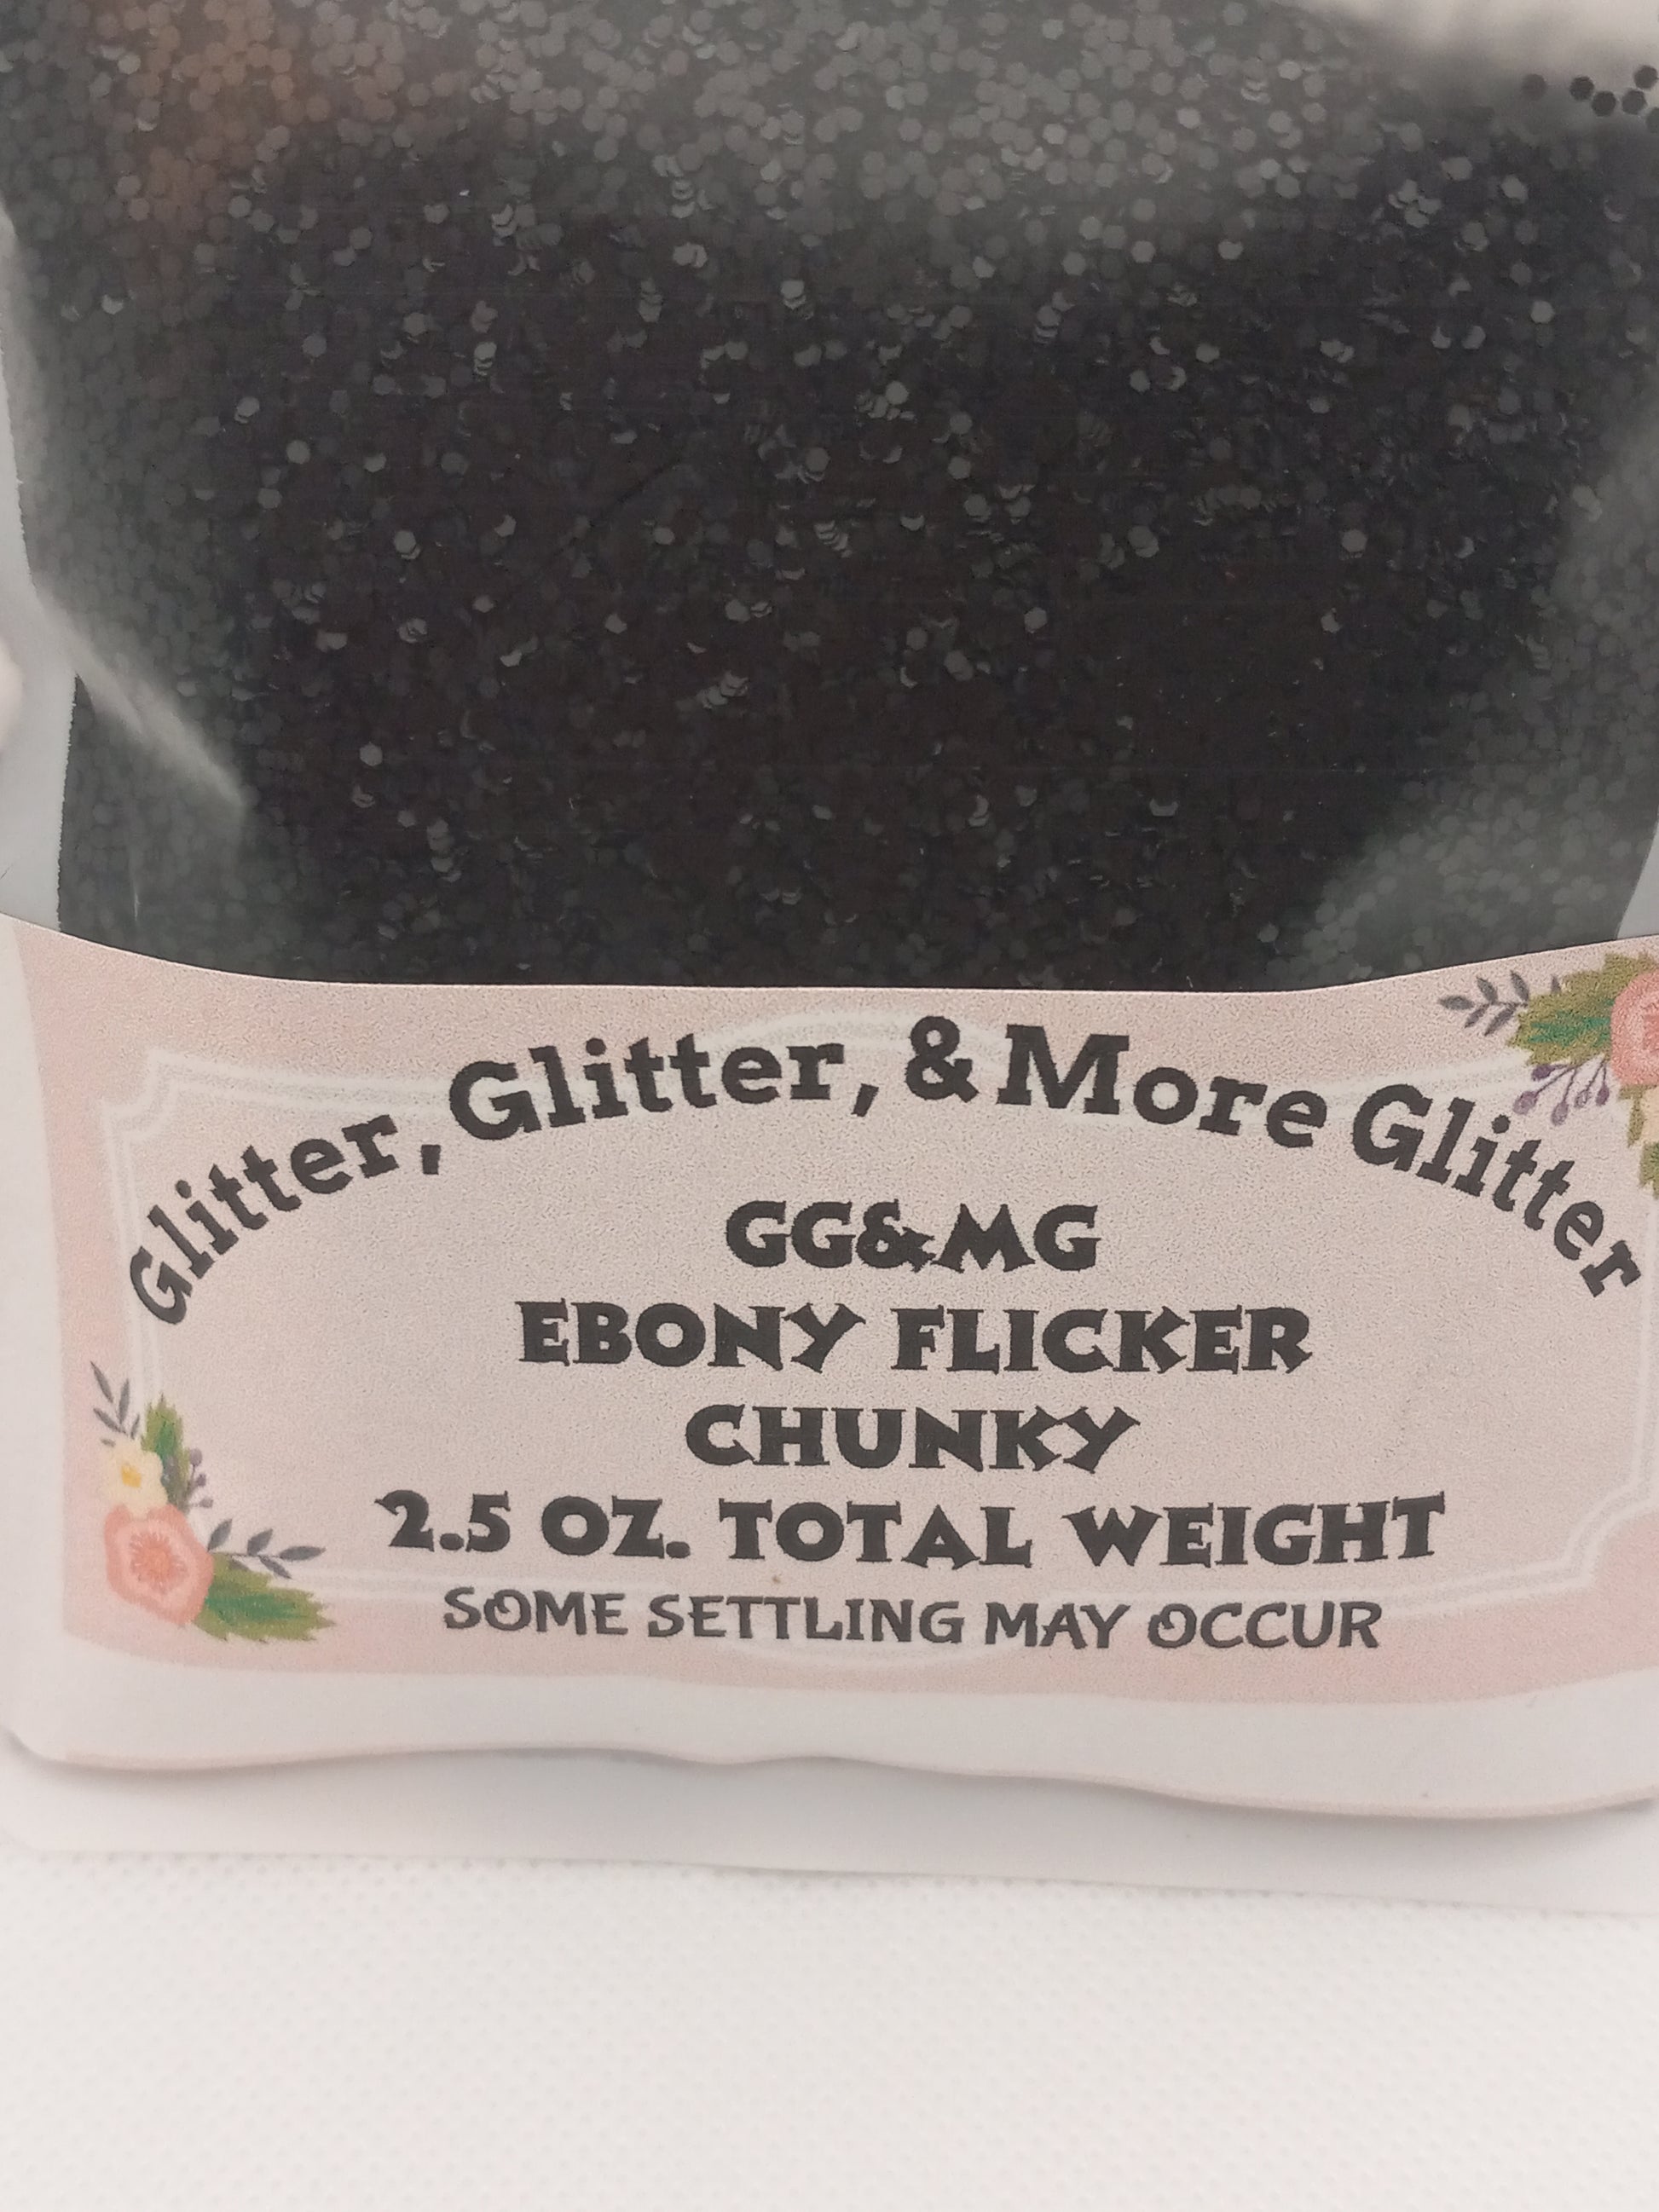 Glitter, Glitter, & More Glitter
GG&MG
EBONY FLICKER
CHUNKY
2.5 OZ. TOTAL WEIGHT
SOME SETTLING MAY OCCUR